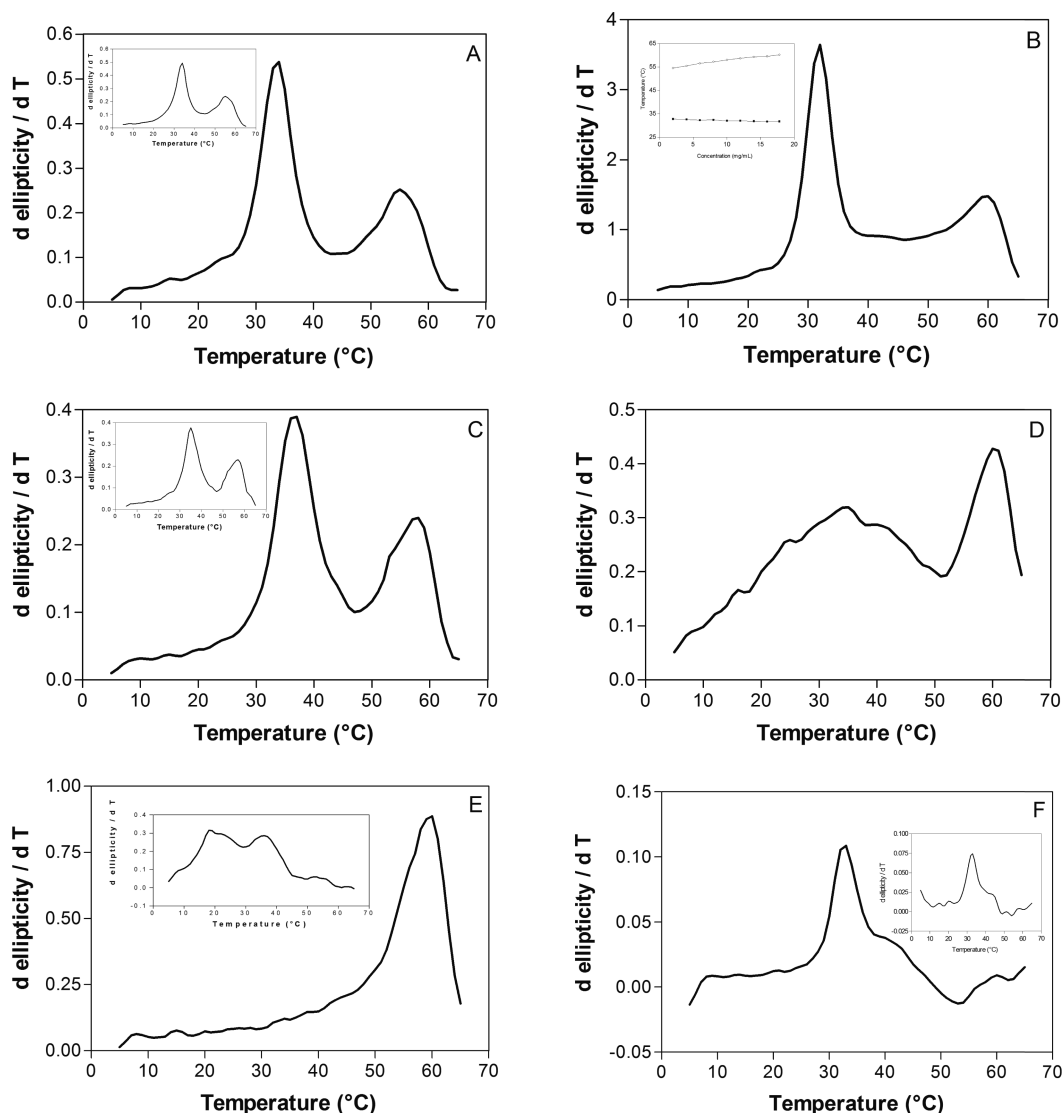 A
d ellipticity / d T
0.6
0.5
0.4
0.3
0.2
0.1
0.0
0 10 20 30 40 50 60 70
Temperature (°C)
d ellipticity / d T
0.6
0.5
0.4
0.3
0.2
0.1
0.0
0 10 20 30 40 50 60 70
Temperature (°C)
B
d ellipticity / d T
4
3
2
1
0
0 10 20 30 40 50 60 70
Temperature (°C)
Temperature (°C)
65
55
45
35
25
0 5 10 15 20
Concentration (mg/mL)
C
d ellipticity / d T
0.4
0.3
0.2
0.1
0.0
0 10 20 30 40 50 60 70
Temperature (°C)
d ellipticity / d T
0.4
0.3
0.2
0.1
0.0
0 10 20 30 40 50 60 70
Temperature (°C)
D
d ellipticity / d T
0.5
0.4
0.3
0.2
0.1
0.0
0 10 20 30 40 50 60 70
Temperature (°C)
E
d ellipticity / d T
1.00
0.75
0.50
0.25
0.00
0 10 20 30 40 50 60 70
Temperature (°C)
d ellipticity / d T
0.4
0.3
0.2
0.1
0.0
-0.1
0 10 20 30 40 50 60 70
Temperature (°C)
F
d ellipticity / d T
0.15
0.10
0.05
0.00
-0.05
0 10 20 30 40 50 60 70
Temperature (°C)
d ellipticity / d T
0.100
0.075
0.050
0.025
0.000
-0.025
0 10 20 30 40 50 60 70
Temperature (°C)